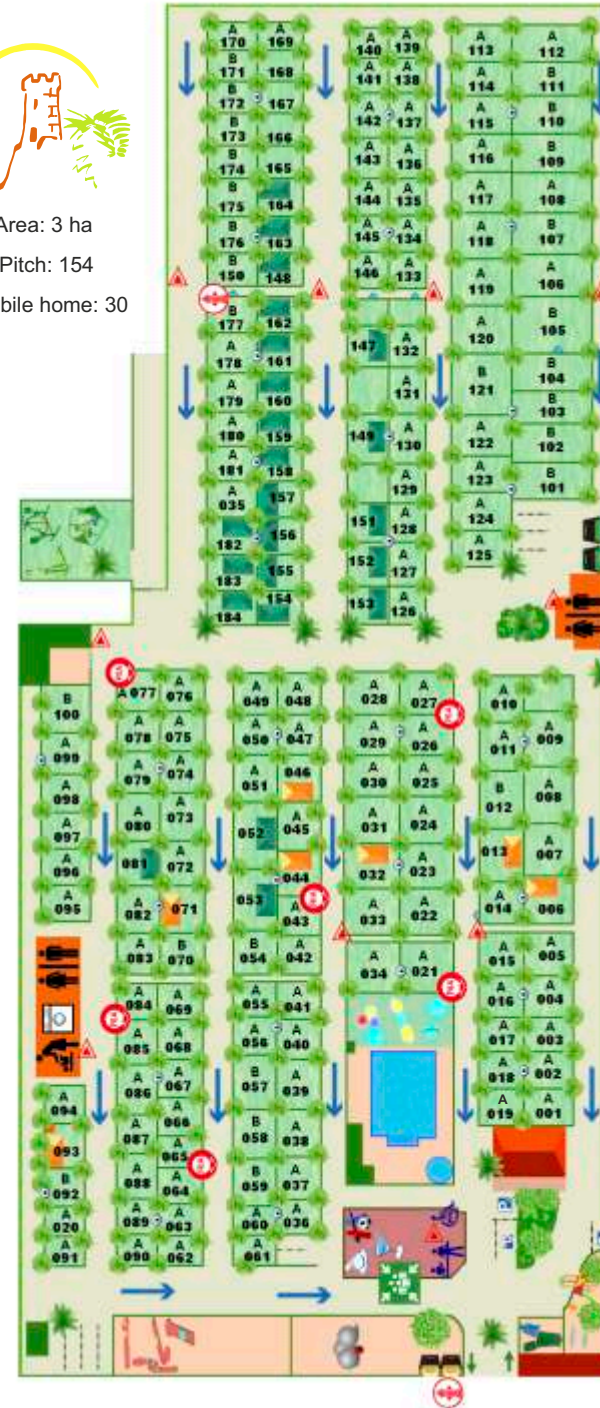 Area: 3 ha
Pitch: 154
bile home: 30
A 170 A 169
B 171 168
B 172 167
B 173 166
B 174 165
B 175 164
B 176 163
B 150 148
B 177 162
A 178 161
A 179 160
A 180 159
A 181 158
A 035 157
182 156
183 155
184 154
A 140 A 139
A 141 A 138
A 142 A 137
A 143 A 136
A 144 A 135
A 145 A 134
A 146 A 133
147 A 132
A 131
149 A 130
A 129
151 A 128
152 A 127
153 A 126
A 113 A 112
A 114 B 111
A 115 B 110
A 116 B 109
A 117 A 108
A 118 B 107
A 119 A 106
A 120 B 105
B 121 B 104
B 103
A 122 B 102
A 123 B 101
A 124
A 125
B 100
A 099
A 098
A 097
A 096
A 095
A 094
093
B 092
A 020
A 091
A 077 A 076
A 078 A 075
A 079 A 074
A 080 A 073
081 A 072
A 082 071
A 083 B 070
A 084 A 069
A 085 A 068
A 086 A 067
A 087 A 066
A 065
A 088 A 064
A 089 A 063
A 090 A 062
A 049 A 048
A 050 A 047
A 051 046
052 A 045
044
053 A 043
B 054 A 042
A 055 A 041
A 056 A 040
B 057 A 039
B 058 A 038
B 059 A 037
A 060 A 036
A 061
A 028 A 027
A 029 A 026
A 030 A 025
A 031 A 024
032 A 023
A 033 A 022
A 034 A 021
A 010
A 011 A 009
B 012 A 008
013 A 007
A 014 006
A 015 A 005
A 016 A 004
A 017 A 003
A 018 A 002
A 019 A 001